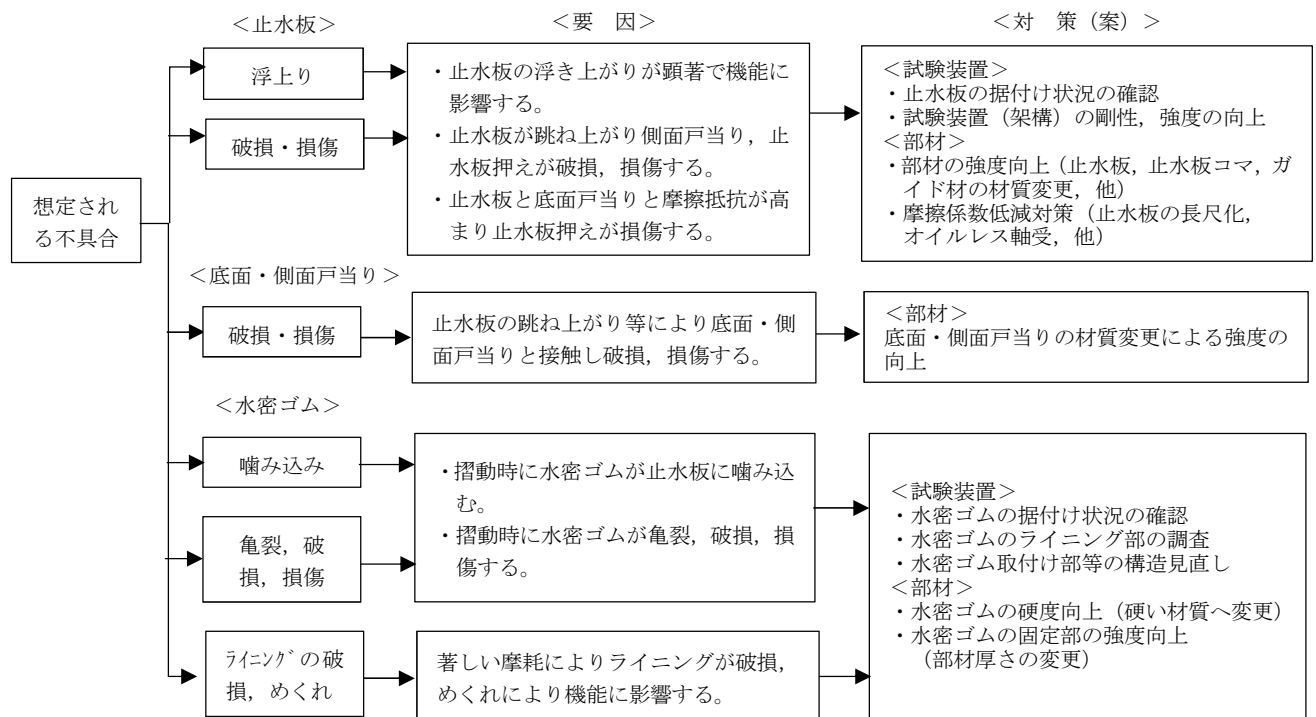 ＜止水板＞
＜要　因＞
＜対　策（案）＞
想定され
る不具合
浮上り
破損・損傷
・止水板の浮き上がりが顕著で機能に
影響する。
・止水板が跳ね上がり側面戸当り，止
水板押えが破損，損傷する。
・止水板と底面戸当りと摩擦抵抗が高
まり止水板押えが損傷する。
＜試験装置＞
・止水板の据付け状況の確認
・試験装置（架構）の剛性，強度の向上
＜部材＞
・部材の強度向上（止水板，止水板コマ，ガ
イド材の材質変更，他）
・摩擦係数低減対策（止水板の長尺化，
オイルレス軸受，他）
＜底面・側面戸当り＞
破損・損傷
止水板の跳ね上がり等により底面・側
面戸当りと接触し破損，損傷する。
＜部材＞
底面・側面戸当りの材質変更による強度の
向上
＜水密ゴム＞
噛み込み
亀裂，破
損，損傷
・摺動時に水密ゴムが止水板に噛み込
む。
・摺動時に水密ゴムが亀裂，破損，損
傷する。
ﾗｲﾆﾝｸﾞの破
損，めくれ
著しい摩耗によりライニングが破損，
めくれにより機能に影響する。
＜試験装置＞
・水密ゴムの据付け状況の確認
・水密ゴムのライニング部の調査
・水密ゴム取付け部等の構造見直し
＜部材＞
・水密ゴムの硬度向上（硬い材質へ変更）
・水密ゴムの固定部の強度向上
（部材厚さの変更）